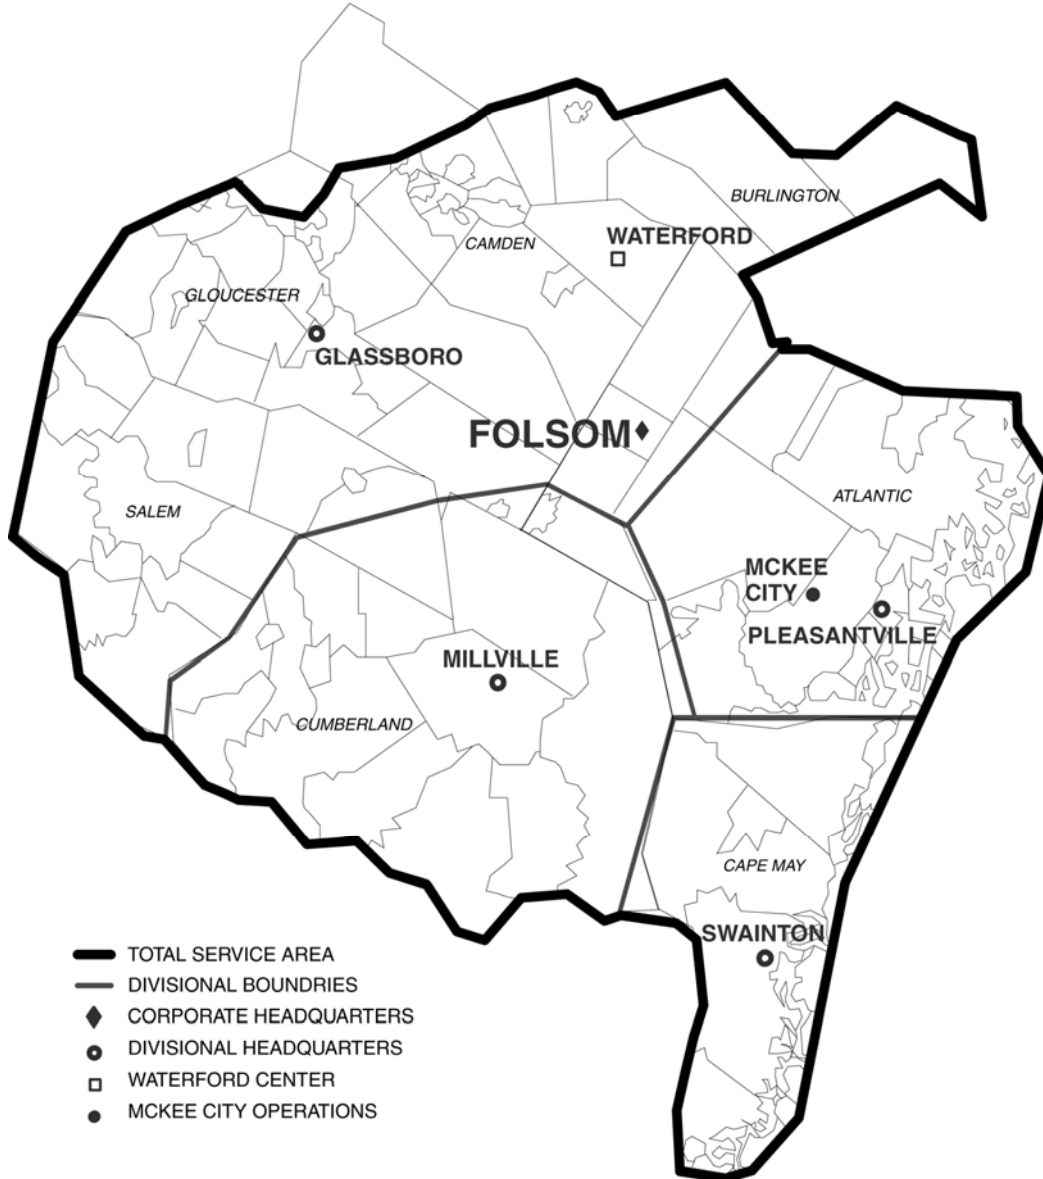 BURLINGTON
WATERFORD
CAMDEN
GLOUCESTER
GLASSBORO
FOLSOM
ATLANTIC
SALEM
MCKEE
CITY
PLEASANTVILLE
MILLVILLE
CUMBERLAND
CAPE MAY
SWAINTON
TOTAL SERVICE AREA
DIVISIONAL BOUNDRIES
CORPORATE HEADQUARTERS
DIVISIONAL HEADQUARTERS
WATERFORD CENTER
MCKEE CITY OPERATIONS